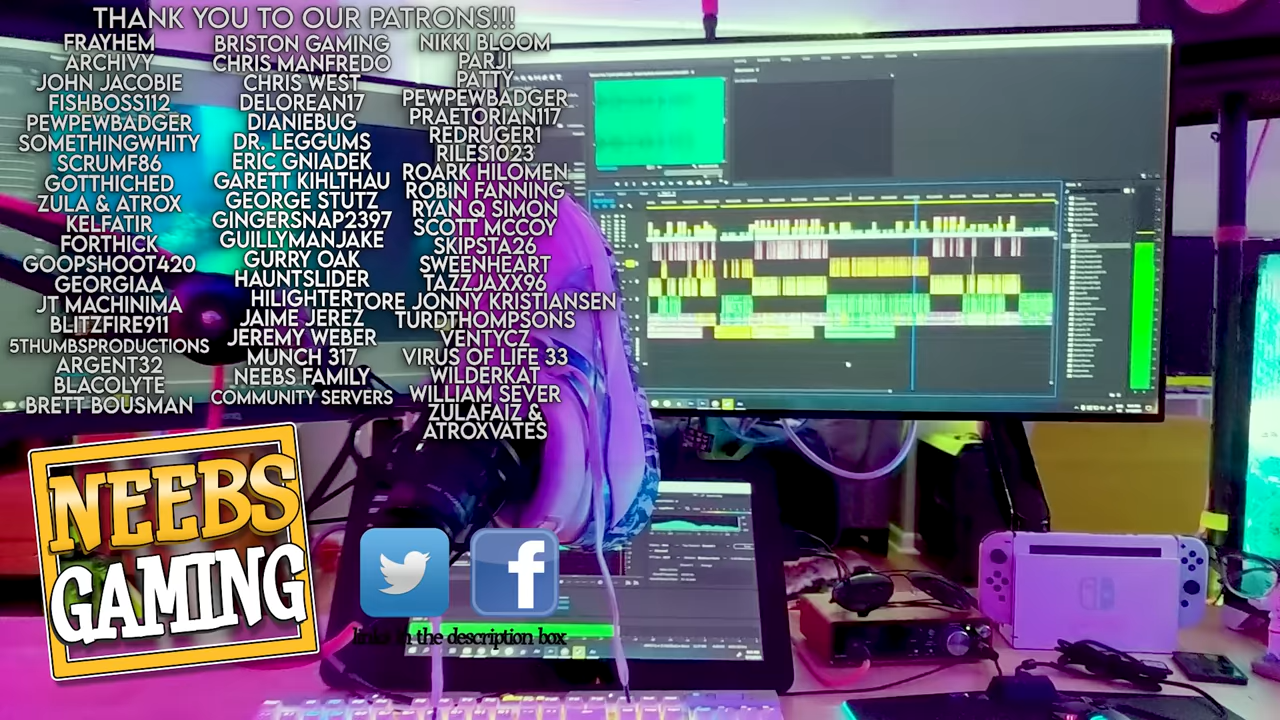 THANK YOU TO OUR PATRONS!!!
FRAYHEM
ARCHIVY
JOHN JACOBIE
FISHBOSS112
PEWPEWBADGER
SOMETHINGWHITY
SCRUMF86
GOTTHICHED
ZULA & ATROX
KELFATIR
FORTHICK
GOOPSHOOT420
GEORGIAA
JT MACHINIMA
BLITZFIRE911
5THUMBSPRODUCTIONS
ARGENT32
BLACOLYTE
BRETT BOUSMAN
BRISTON GAMING
CHRIS MANFREDO
CHRIS WEST
DELOREAN17
DIANIEBUG
DR. LEGGUMS
ERIC GNIADEK
GARETT KIHLTHAU
GEORGE STUTZ
GINGERSNAP2397
GUILLYMANJAKE
GURRY OAK
HAUNTSLIDER
HILIGHTER
JAIME JEREZ
JEREMY WEBER
MUNCH 317
NEEBS FAMILY
COMMUNITY SERVERS
NIKKI BLOOM
PARJI
PATTY
PEWPEWBADGER
PRAETORIAN117
REDRUGER1
RILES1023
ROARK HILOMEN
ROBIN FANNING
RYAN Q SIMON
SCOTT MCCOY
SKIPSTA26
SWEENHEART
TAZZJAXX96
TORE JONNY KRISTIANSEN
TURDTHOMPSONS
VENTYCZ
VIRUS OF LIFE 33
WILDERKAT
WILLIAM SEVER
ZULAFAIZ &
ATROXVATES
NEEBS
GAMING
links in the description box